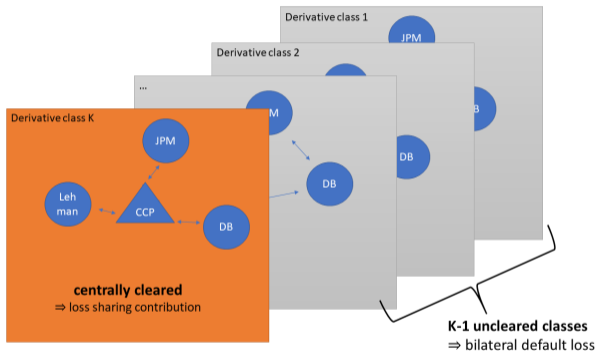 Derivative class 1
JPM
Derivative class 2
B
...
M
DB
DB
Derivative class K
JPM
Leh
man
CCP
DB
centrally cleared
⇒ loss sharing contribution
K-1 uncleared classes
⇒ bilateral default loss